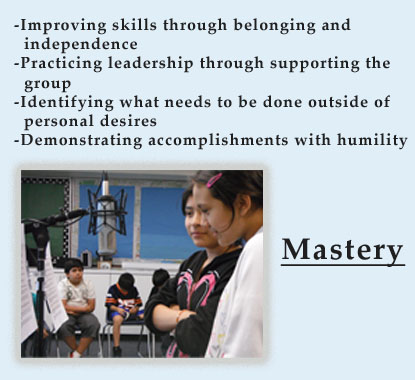 -Improving skills through belonging and
independence
-Practicing leadership through supporting the
group
-Identifying what needs to be done outside of
personal desires
-Demonstrating accomplishments with humility
Mastery